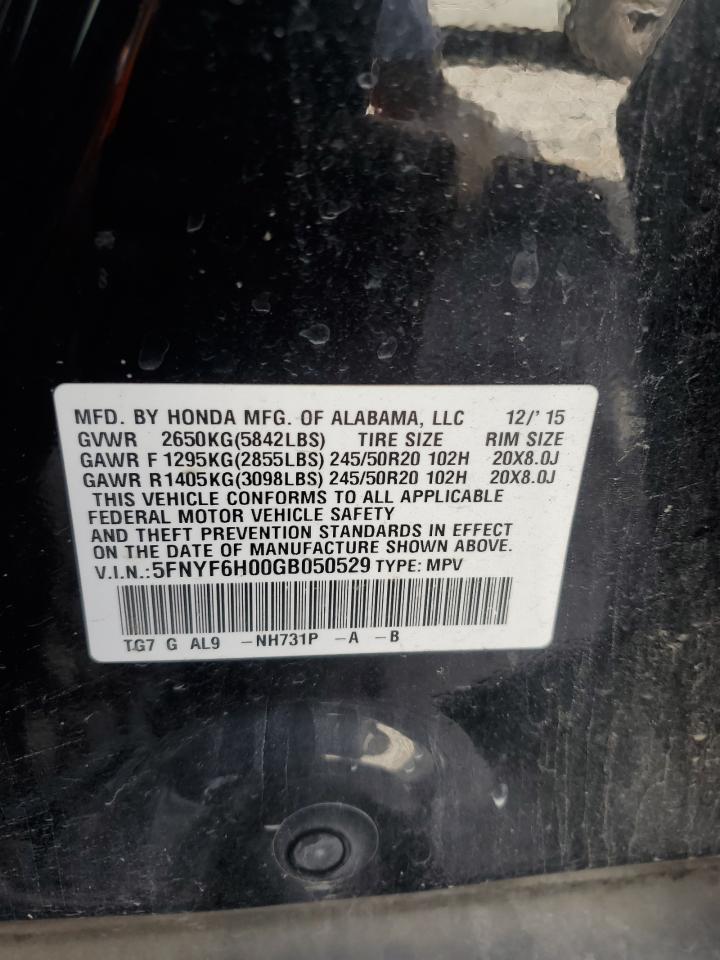 MFD. BY HONDA MFG. OF ALABAMA, LLC 12/'15
GVWR 2650KG(5842LBS) TIRE SIZE RIM SIZE
GAWR F 1295KG(2855LBS) 245/50R20 102H 20X8.0J
GAWR R 1405KG(3098LBS) 245/50R20 102H 20X8.0J
THIS VEHICLE CONFORMS TO ALL APPLICABLE
FEDERAL MOTOR VEHICLE SAFETY
AND THEFT PREVENTION STANDARDS IN EFFECT
ON THE DATE OF MANUFACTURE SHOWN ABOVE.
V.I.N.:5FNYF6H00GB050529 TYPE: MPV
TG7 G AL9 -NH731P -A -B